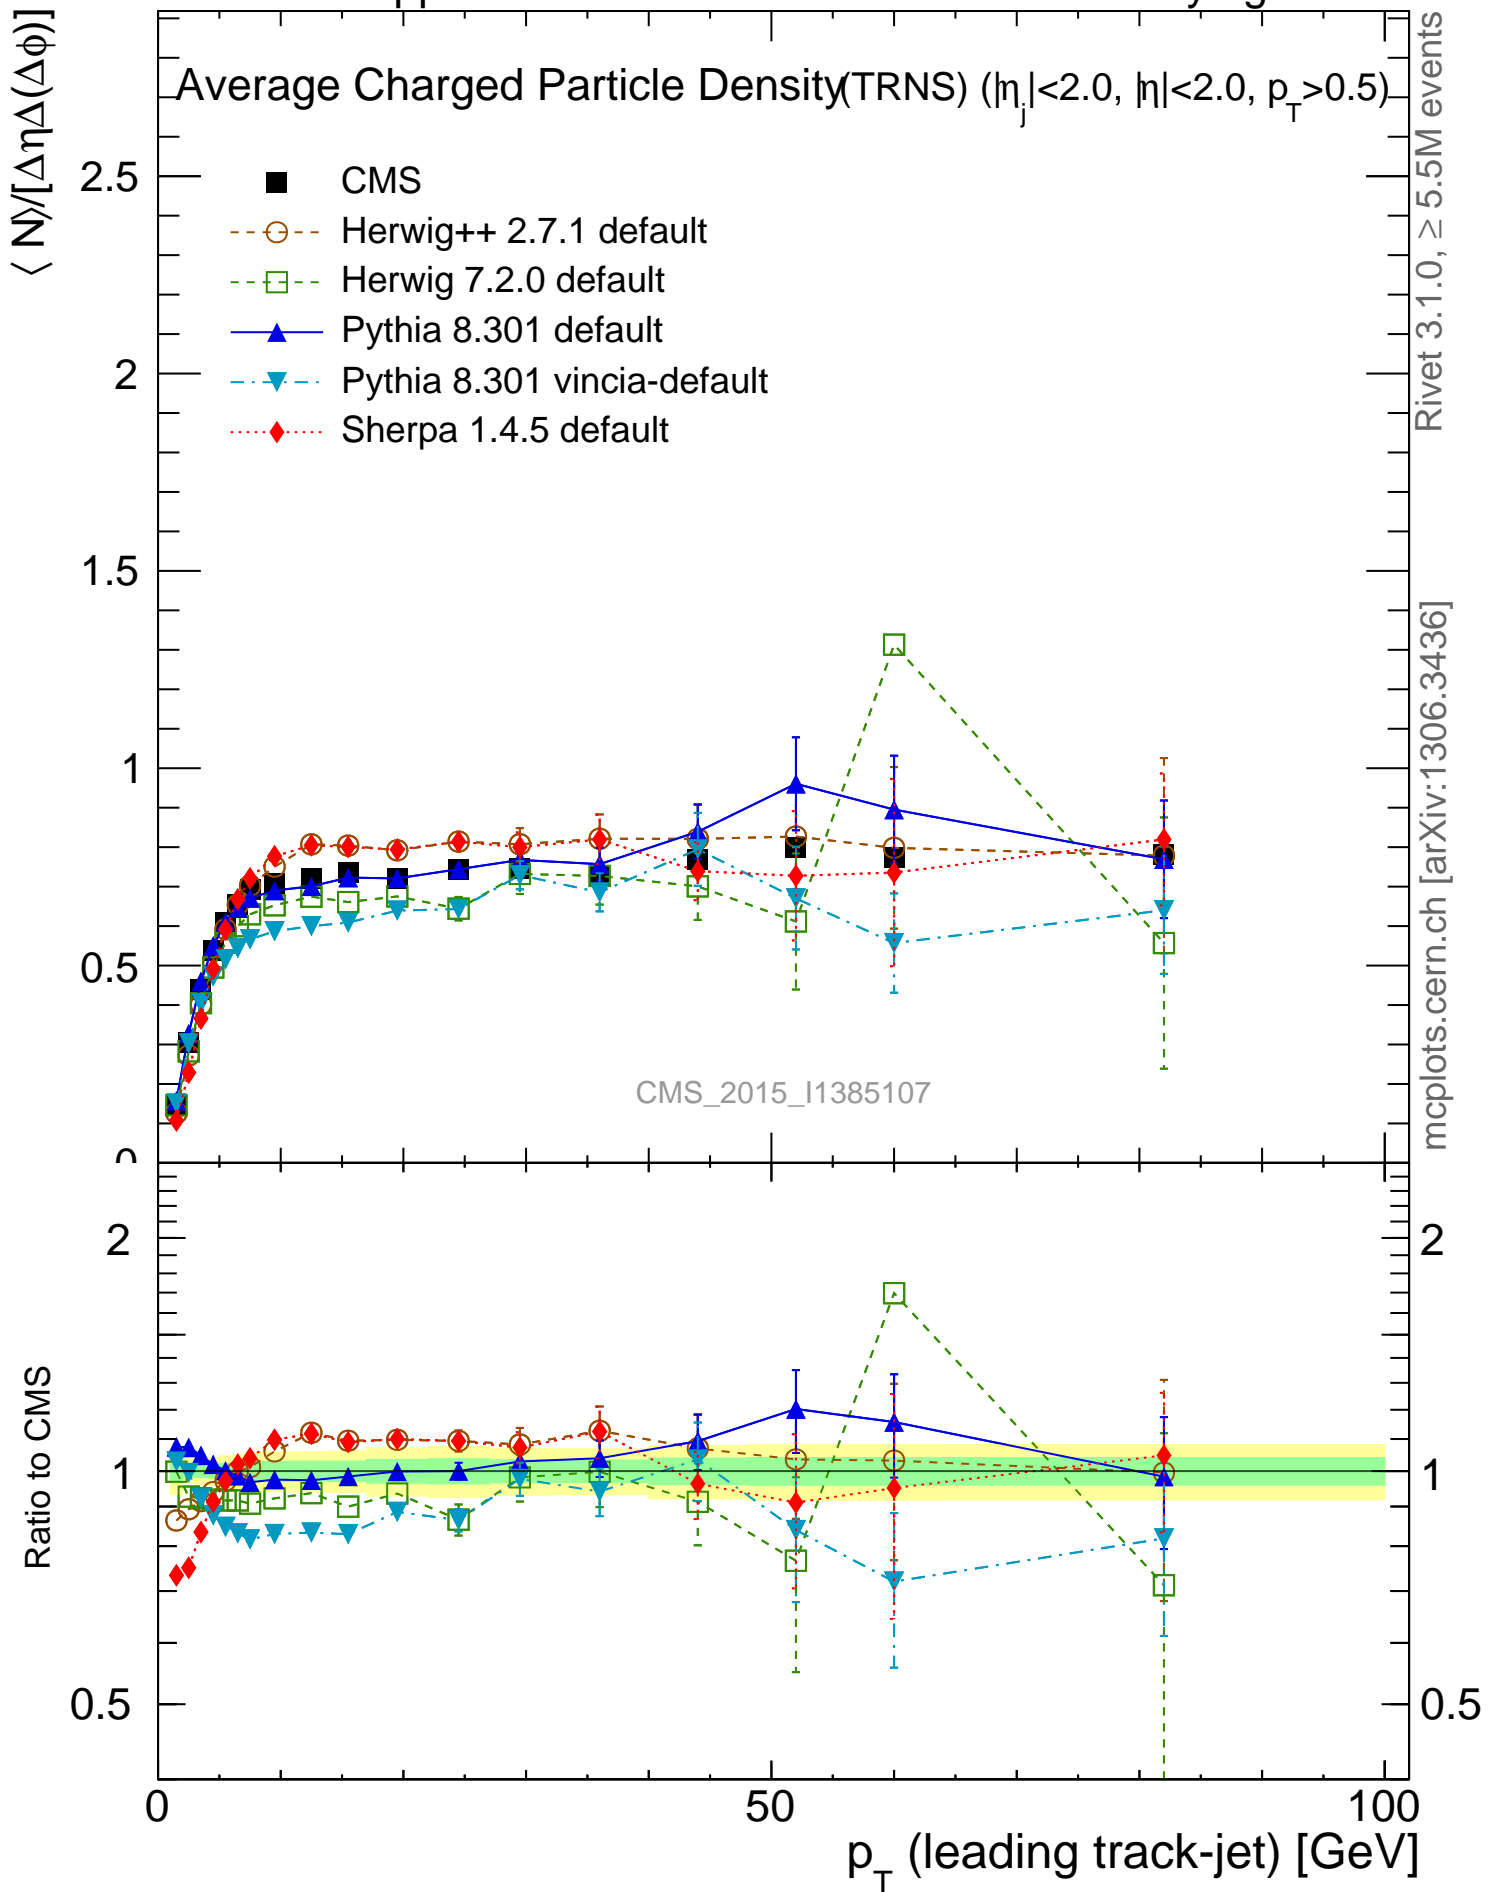 Average Charged Particle Density (TRNS) (|ηj|<2.0, |η|<2.0, pT>0.5)
⟨ N⟩/[ΔηΔ(Δϕ)]
CMS
Herwig++ 2.7.1 default
Herwig 7.2.0 default
Pythia 8.301 default
Pythia 8.301 vincia-default
Sherpa 1.4.5 default
2.5
2
1.5
1
0.5
0
CMS_2015_I1385107
Rivet 3.1.0, ≥ 5.5M events
mcplots.cern.ch [arXiv:1306.3436]
Ratio to CMS
2
1
0.5
2
1
0.5
0
50
100
pT (leading track-jet) [GeV]